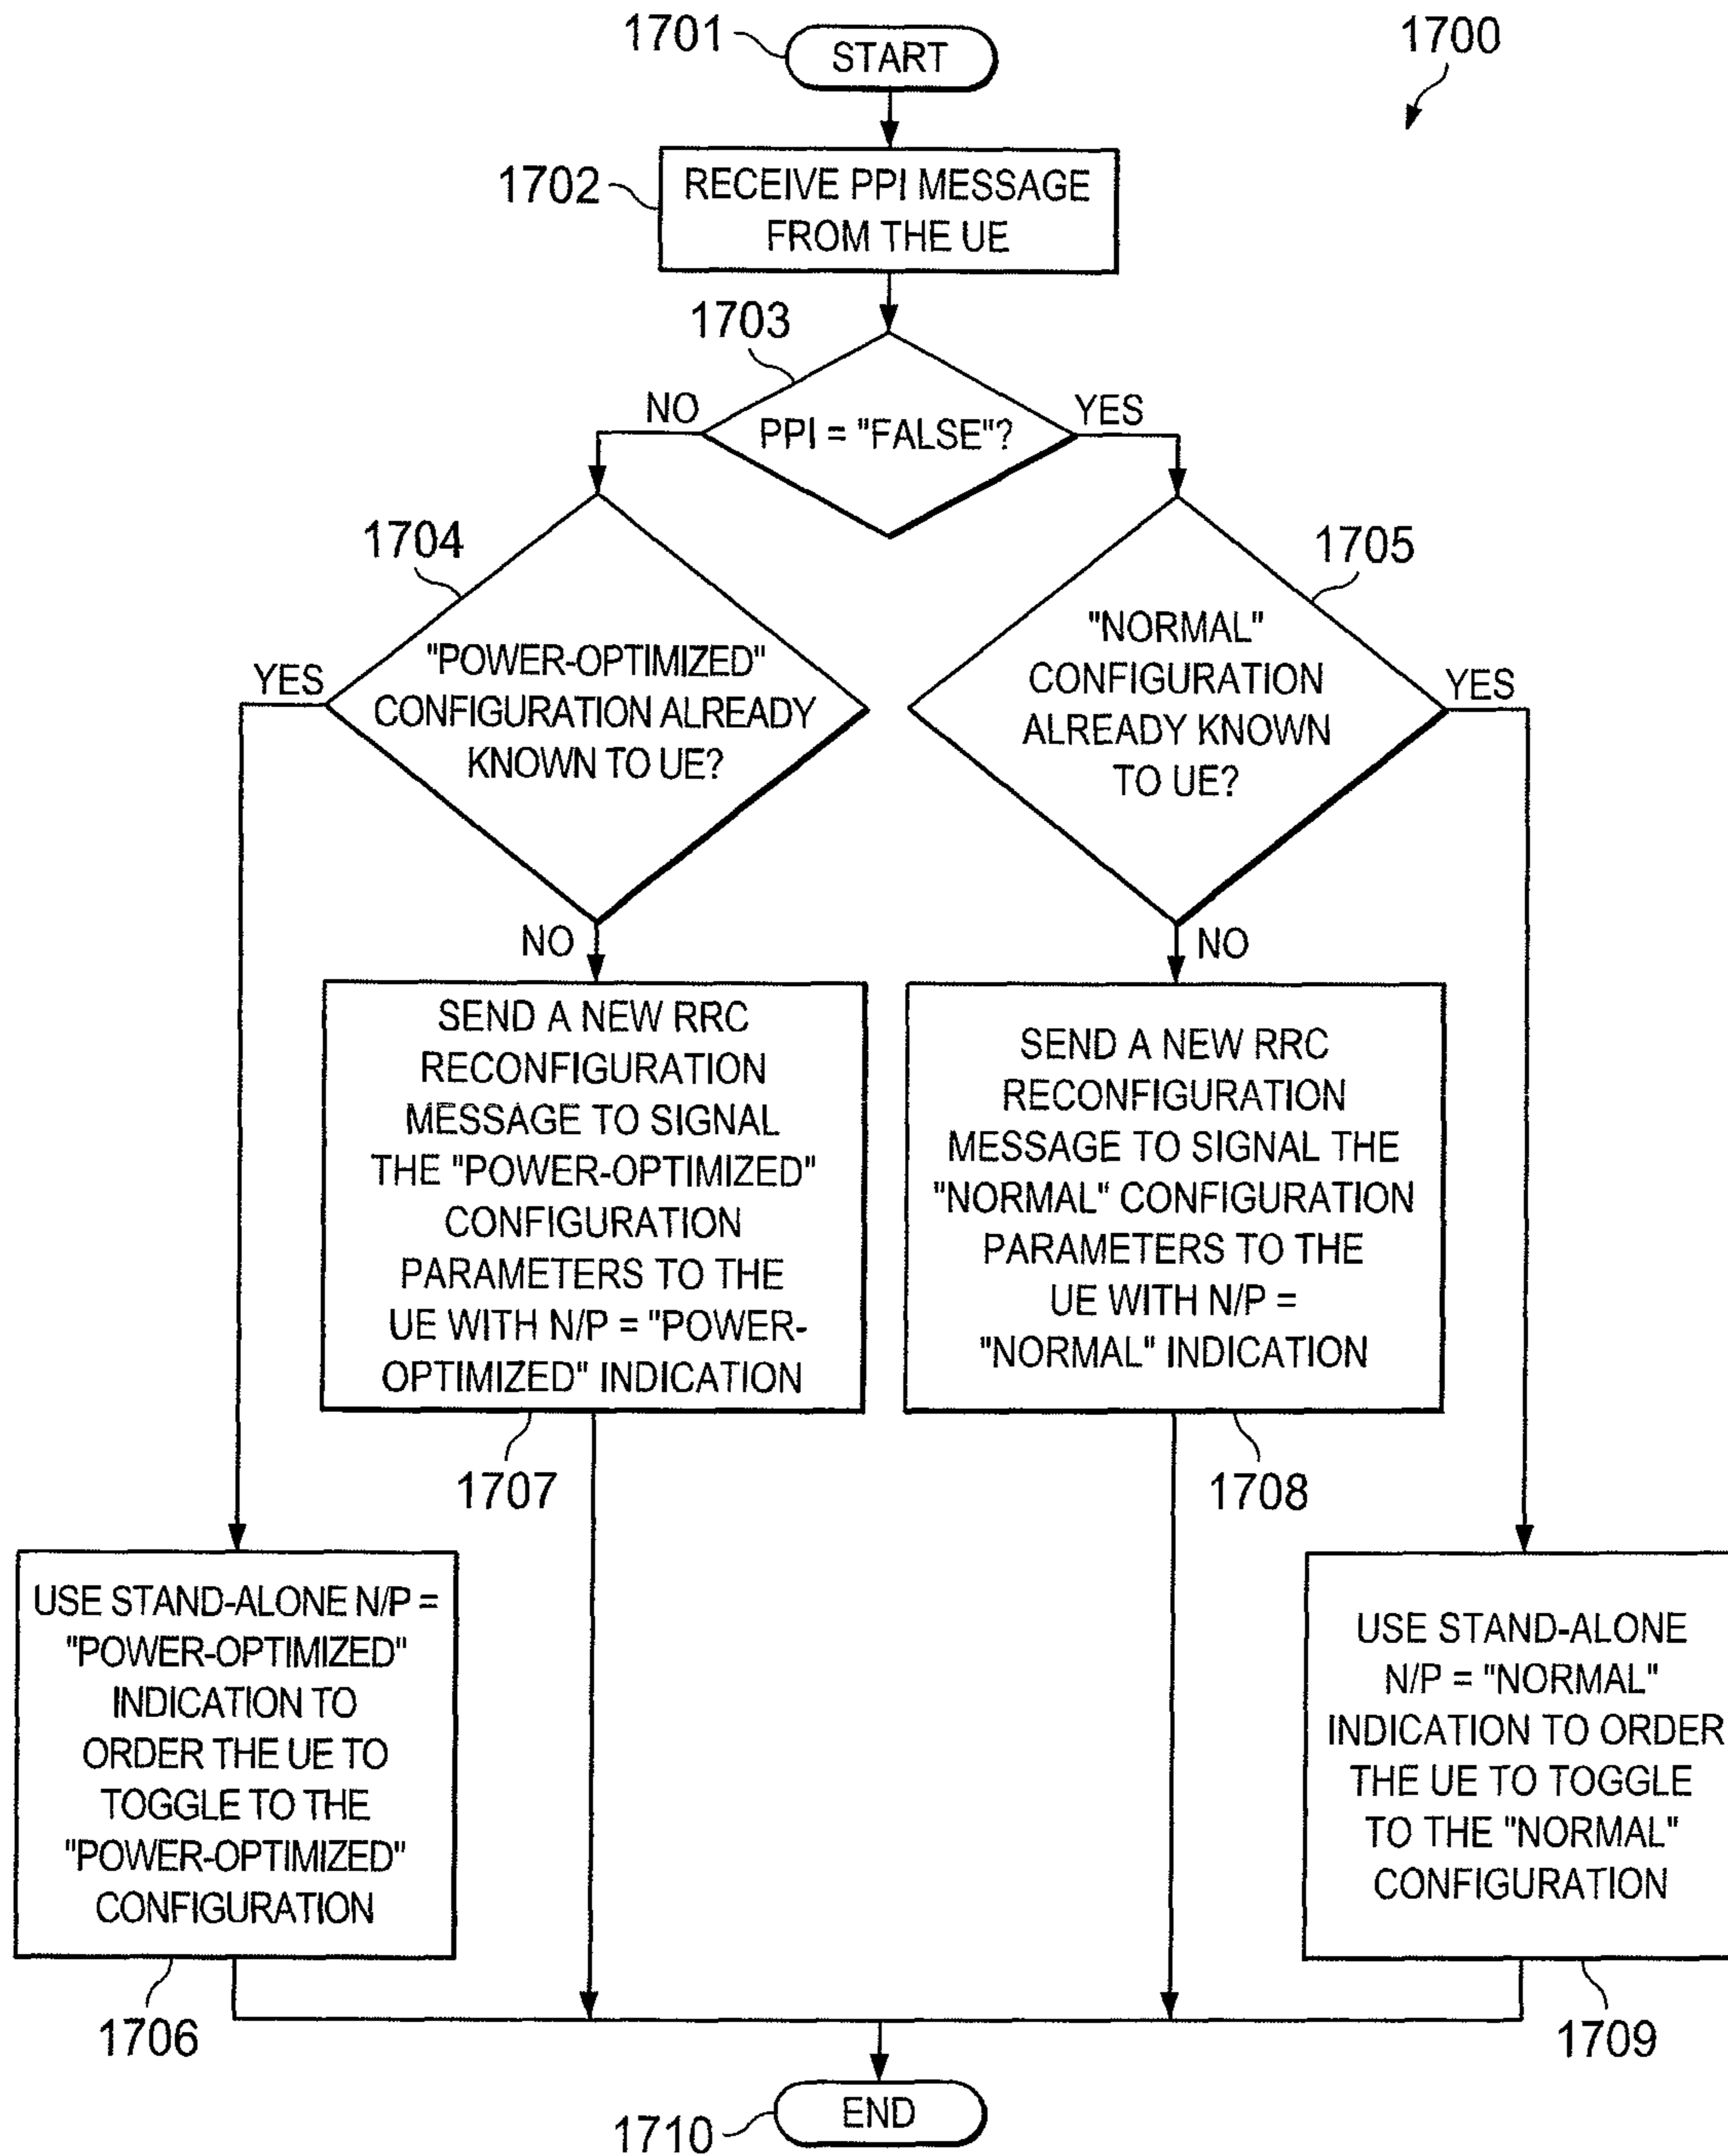 1701
START
1700
1702
RECEIVE PPI MESSAGE
FROM THE UE
1703
NO
PPI = "FALSE"?
YES
1704
"POWER-OPTIMIZED"
CONFIGURATION ALREADY
KNOWN TO UE?
YES
NO
1705
"NORMAL"
CONFIGURATION
ALREADY KNOWN
TO UE?
YES
NO
SEND A NEW RRC
RECONFIGURATION
MESSAGE TO SIGNAL
THE "POWER-OPTIMIZED"
CONFIGURATION
PARAMETERS TO THE
UE WITH N/P = "POWER-
OPTIMIZED" INDICATION
1707
SEND A NEW RRC
RECONFIGURATION
MESSAGE TO SIGNAL THE
"NORMAL" CONFIGURATION
PARAMETERS TO THE
UE WITH N/P =
"NORMAL" INDICATION
1708
USE STAND-ALONE N/P =
"POWER-OPTIMIZED"
INDICATION TO
ORDER THE UE TO
TOGGLE TO THE
"POWER-OPTIMIZED"
CONFIGURATION
1706
USE STAND-ALONE
N/P = "NORMAL"
INDICATION TO ORDER
THE UE TO TOGGLE
TO THE "NORMAL"
CONFIGURATION
1709
1710
END